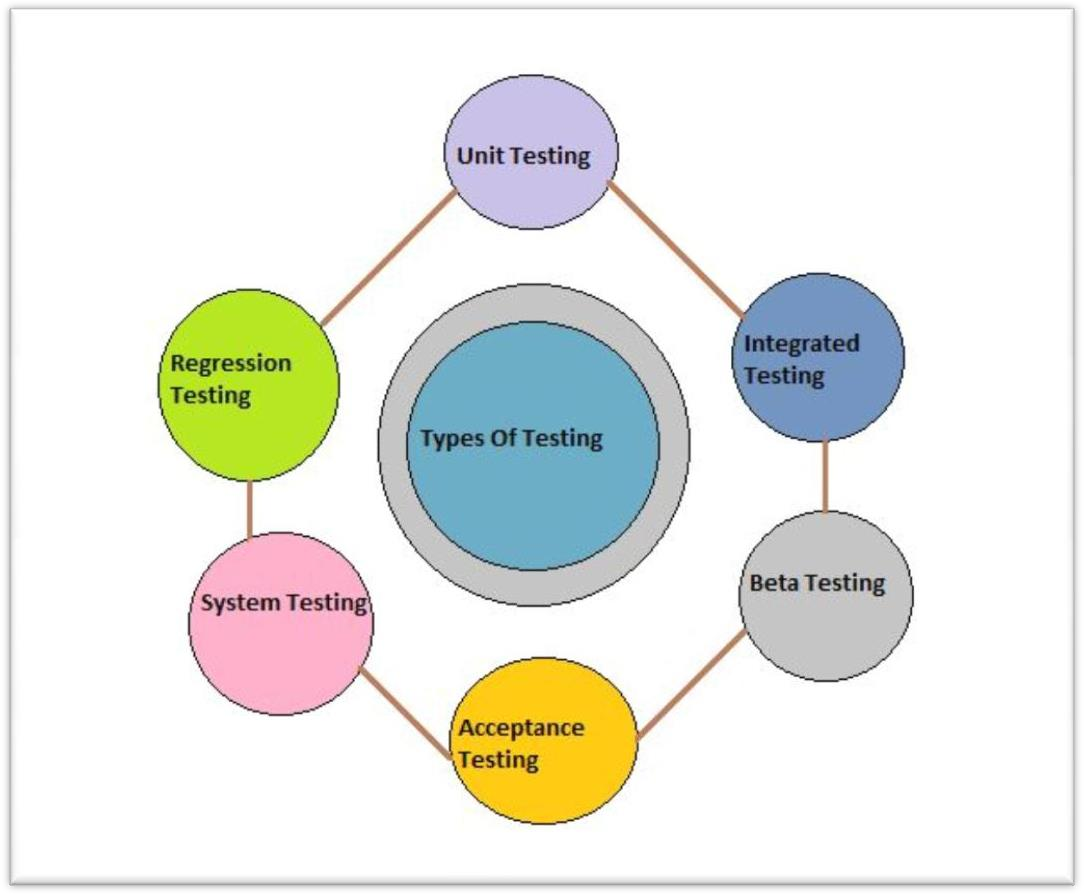 Unit Testing
Integrated
Testing
Regression
Testing
Types Of Testing
Beta Testing
System Testing
Acceptance
Testing